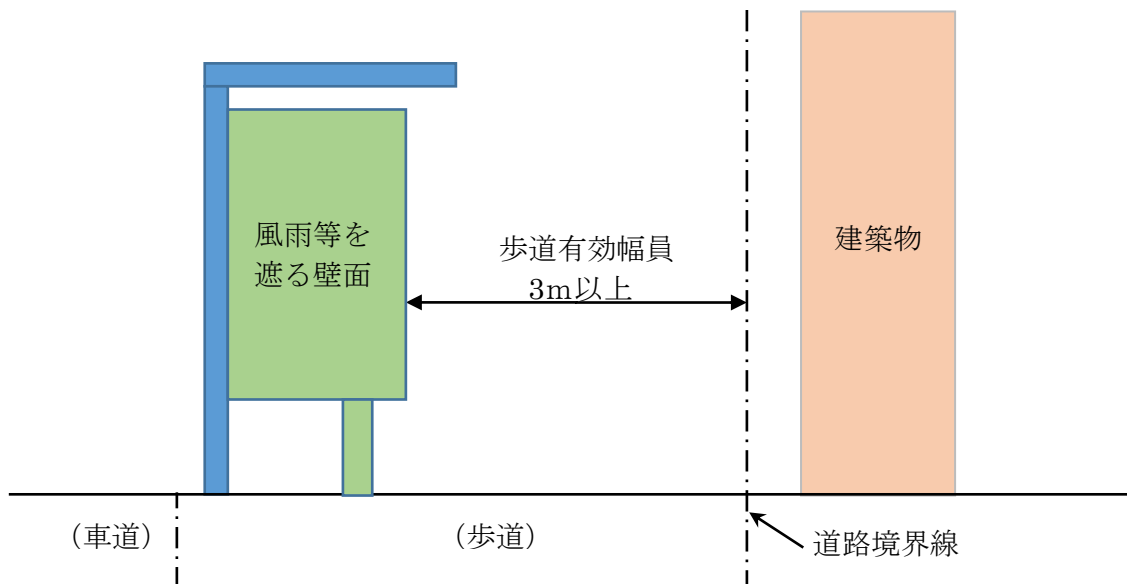 風雨等を
遮る壁面
歩道有効幅員
3m以上
建築物
（車道）
（歩道）
道路境界線